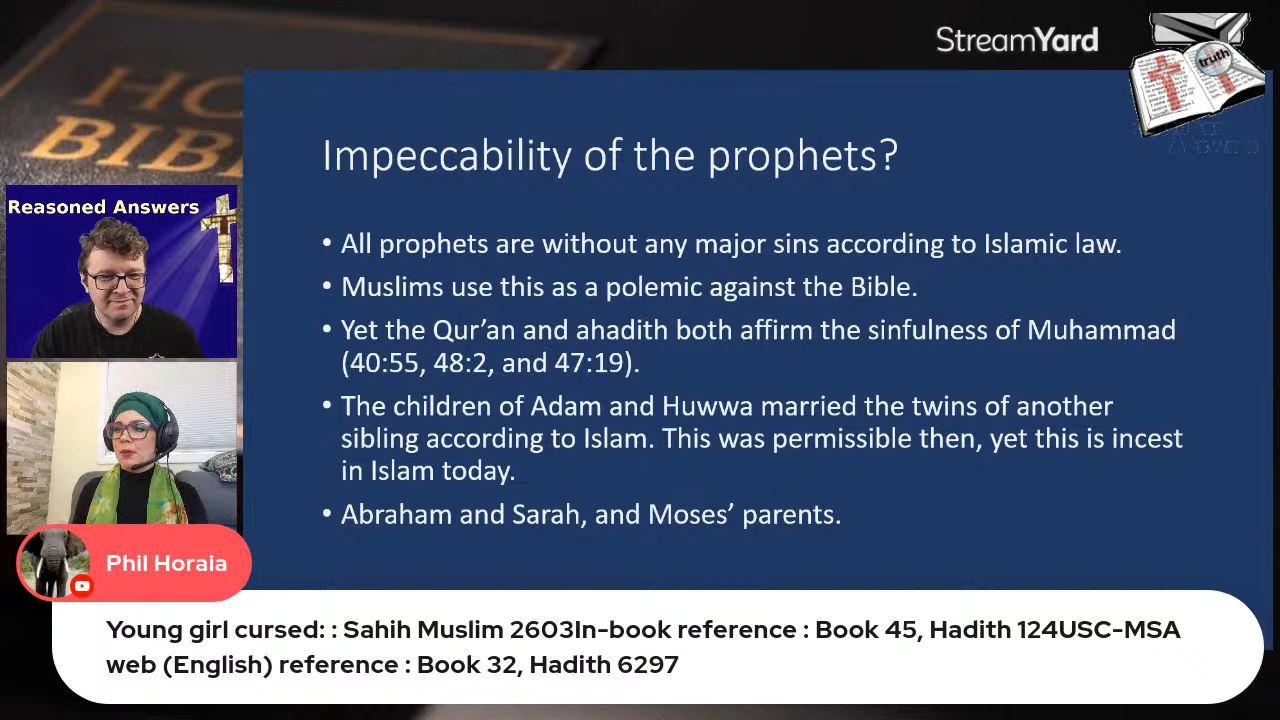 HO
BIB
StreamYard
truth
Reasoned Answers
Impeccability of the prophets?
• All prophets are without any major sins according to Islamic law.
• Muslims use this as a polemic against the Bible.
• Yet the Qur’an and ahadith both affirm the sinfulness of Muhammad
(40:55, 48:2, and 47:19).
• The children of Adam and Huwwa married the twins of another
sibling according to Islam. This was permissible then, yet this is incest
in Islam today.
• Abraham and Sarah, and Moses’ parents.
Phil Horaia
Young girl cursed: : Sahih Muslim 2603In-book reference : Book 45, Hadith 124USC-MSA
web (English) reference : Book 32, Hadith 6297